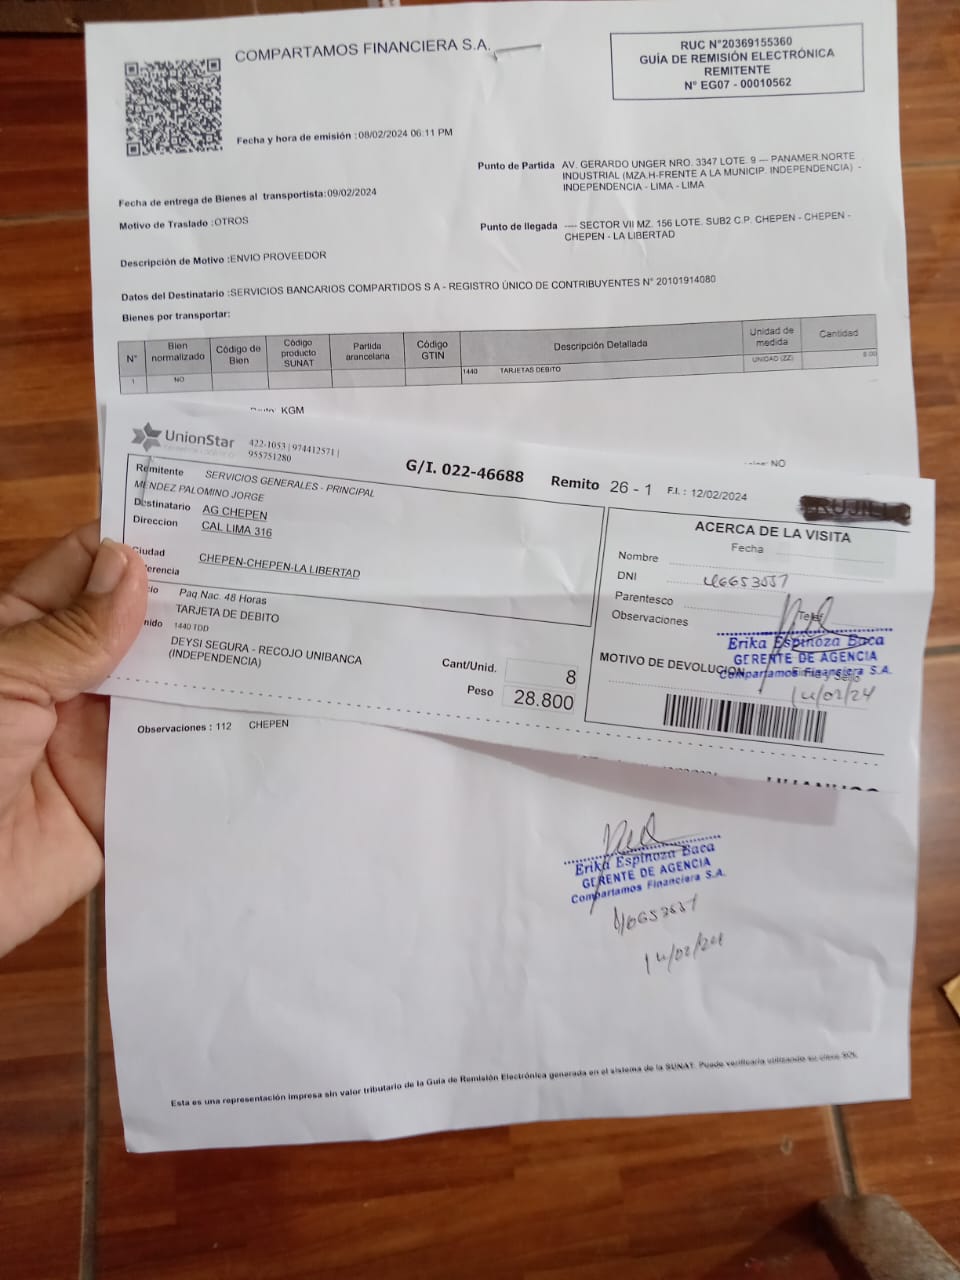 COMPARTAMOS FINANCIERA S.A.
RUC N°20369155360
GUÍA DE REMISIÓN ELECTRÓNICA
REMITENTE
N° EG07 - 00010562
Fecha y hora de emisión :08/02/2024 06:11 PM
Fecha de entrega de Bienes al transportista:09/02/2024
Motivo de Traslado :OTROS
Descripción de Motivo :ENVIO PROVEEDOR
Punto de Partida AV. GERARDO UNGER NRO. 3347 LOTE. 9 --- PANAMER.NORTE
INDUSTRIAL (MZA.H-FRENTE A LA MUNICIP. INDEPENDENCIA) -
INDEPENDENCIA - LIMA - LIMA
Punto de llegada ---- SECTOR VII MZ. 156 LOTE. SUB2 C.P. CHEPEN - CHEPEN -
CHEPEN - LA LIBERTAD
Datos del Destinatario :SERVICIOS BANCARIOS COMPARTIDOS S A - REGISTRO ÚNICO DE CONTRIBUYENTES N° 20101914080
Bienes por transportar:
N° Bien normalizado Código de Bien Código producto SUNAT Partida arancelaria Código GTIN Descripción Detallada Unidad de medida Cantidad
1 NO 1440 TARJETAS DEBITO UNIDAD (ZZ) 8.00
KGM
NO
UnionStar
422-1053 | 974412571 |
955751280
G/I. 022-46688
Remito 26 - 1 F.I. : 12/02/2024
Remitente SERVICIOS GENERALES - PRINCIPAL
MENDEZ PALOMINO JORGE
Destinatario AG CHEPEN
Direccion CAL LIMA 316
Ciudad CHEPEN-CHEPEN-LA LIBERTAD
Paq Nac. 48 Horas
TARJETA DE DEBITO
1440 TDD
DEYSI SEGURA - RECOJO UNIBANCA
(INDEPENDENCIA)
Cant/Unid. 8
Peso 28.800
ACERCA DE LA VISITA
Fecha
Nombre
DNI
Parentesco
Observaciones
MOTIVO DE DEVOLUCION
Erika Espinoza Baca
GERENTE DE AGENCIA
Compartamos Financiera S.A.
14/02/24
Observaciones : 112 CHEPEN
Erika Espinoza Baca
GERENTE DE AGENCIA
Compartamos Financiera S.A.
14/02/24
Esta es una representación impresa sin valor tributario de la Guía de Remisión Electrónica generada en el sistema de la SUNAT. Puede verificarla utilizando su clave SOL